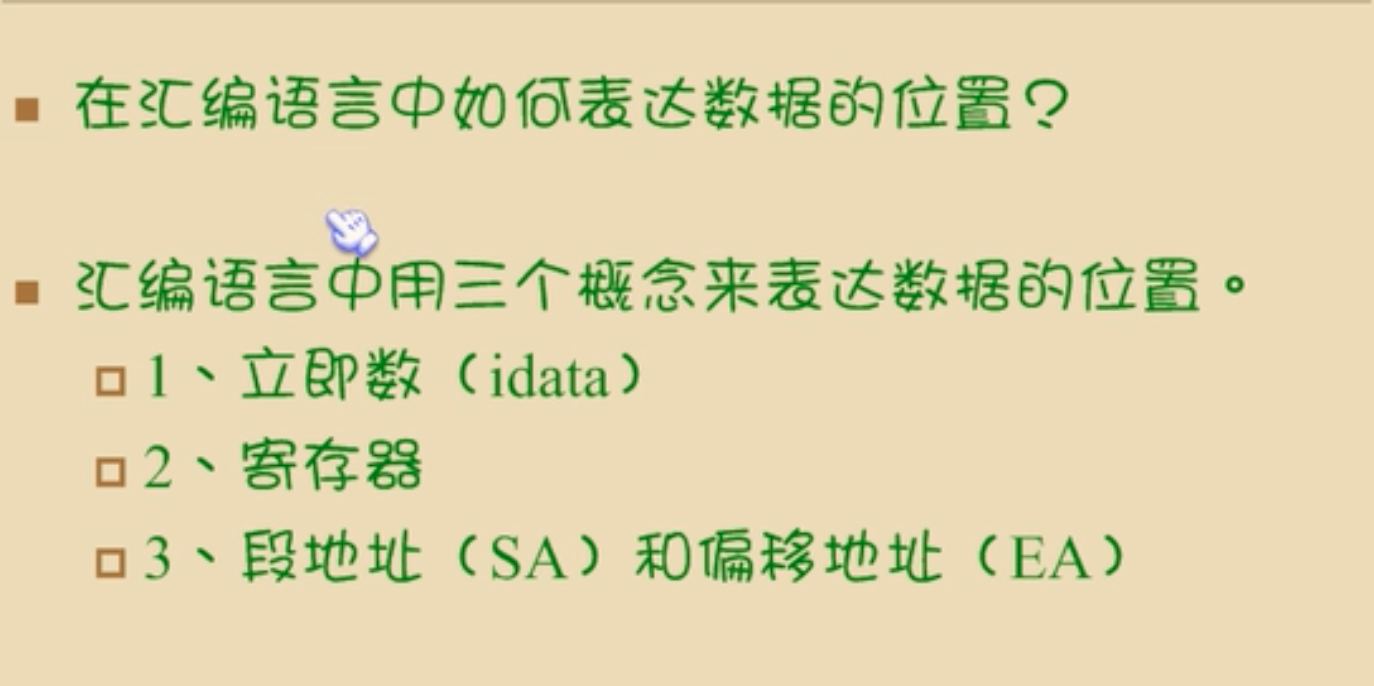 在汇编语言中如何表达数据的位置?
汇编语言中用三个概念来表达数据的位置。
1、立即数(idata)
2、寄存器
3、段地址(SA)和偏移地址(EA)